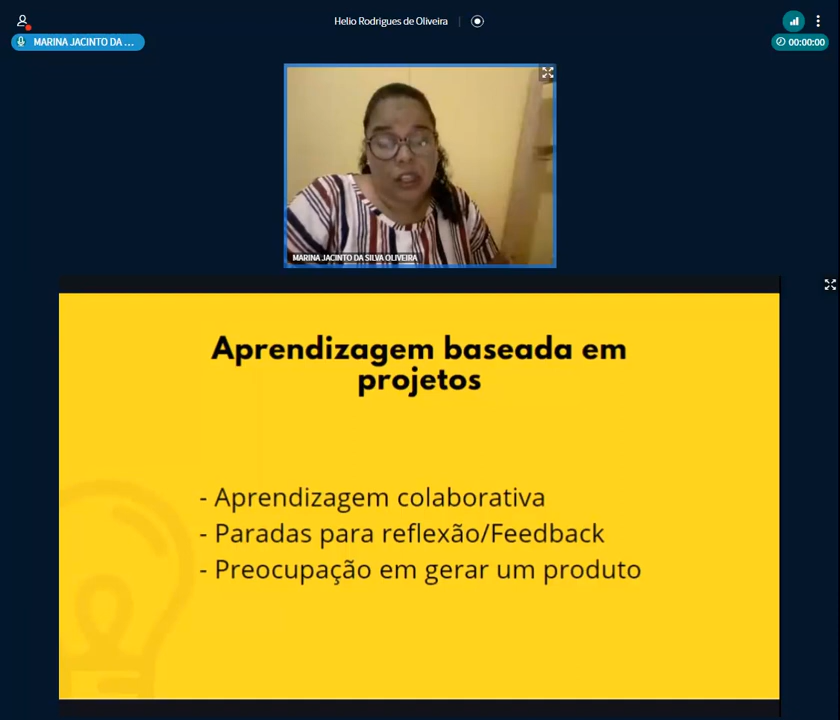 Helio Rodrigues de Oliveira
MARINA JACINTO DA ...
00:00:00
MARINA JACINTO DA SILVA OLIVEIRA
Aprendizagem baseada em
projetos
- Aprendizagem colaborativa
- Paradas para reflexão/Feedback
- Preocupação em gerar um produto